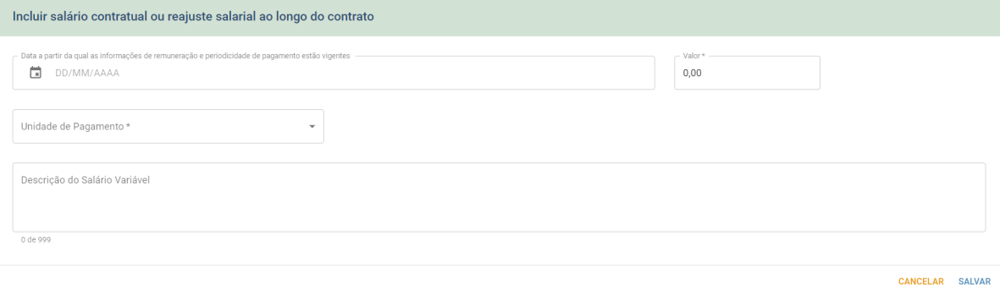 Incluir salário contratual ou reajuste salarial ao longo do contrato
Data a partir da qual as informações de remuneração e periodicidade de pagamento estão vigentes
DD/MM/AAAA
Valor *
0,00
Unidade de Pagamento *
Descrição do Salário Variável
0 de 999
CANCELAR SALVAR